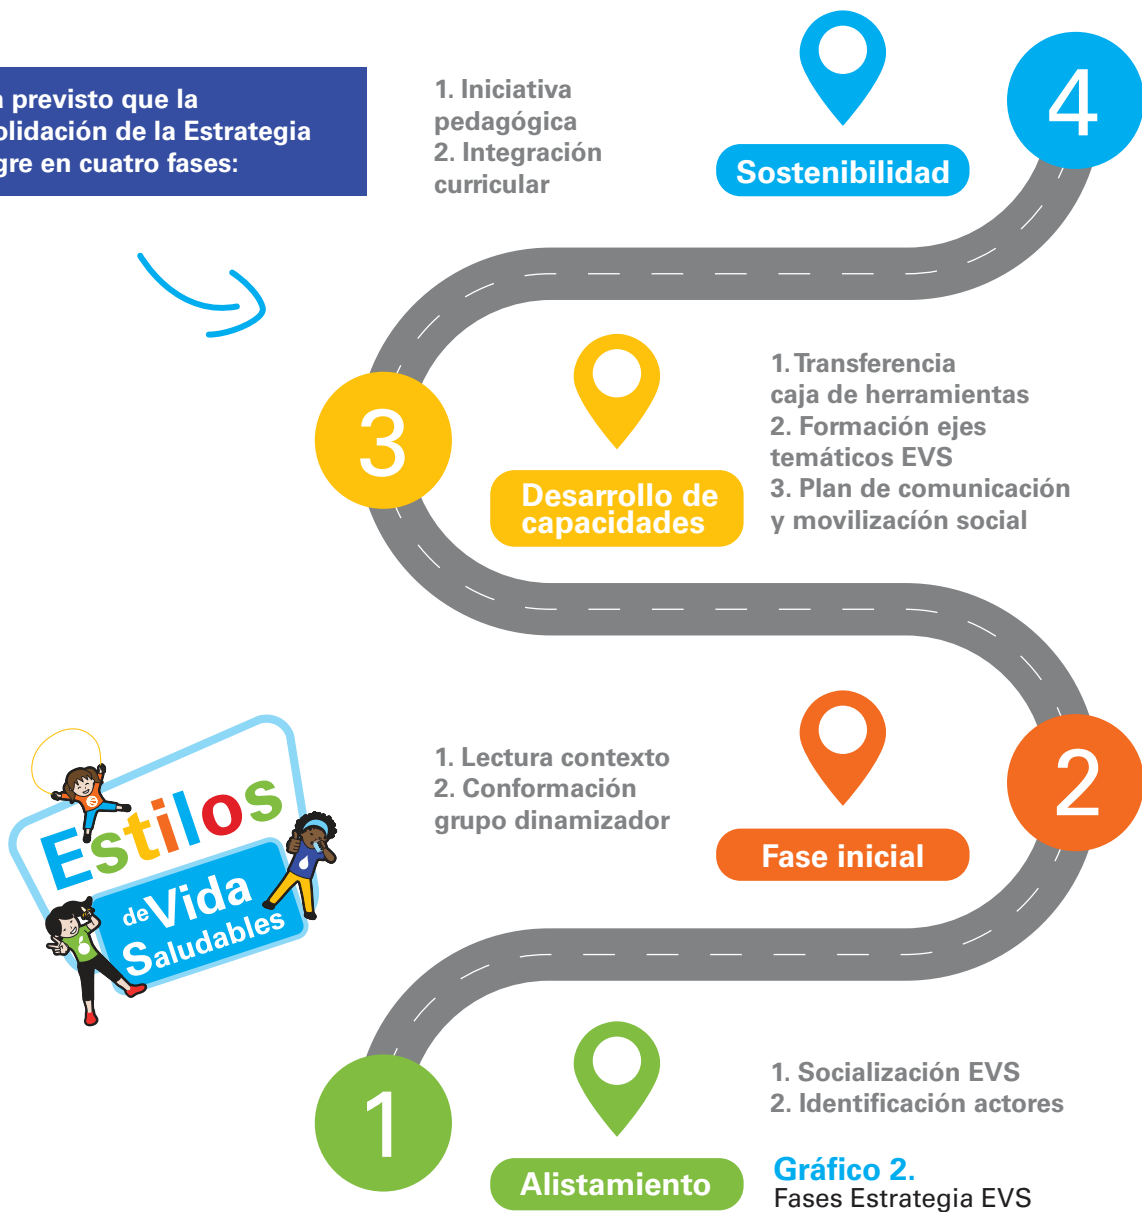 previsto que la
de la Estrategia
en cuatro fases:
1. Iniciativa
pedagógica
2. Integración
curricular
Sostenibilidad
4
3
Desarrollo de
capacidades
1. Transferencia
caja de herramientas
2. Formación ejes
temáticos EVS
3. Plan de comunicación
y movilizacíón social
1. Lectura contexto
2. Conformación
grupo dinamizador
Fase inicial
2
Estilos
de Vida
Saludables
1
Alistamiento
1. Socialización EVS
2. Identificación actores
Gráfico 2.
Fases Estrategia EVS